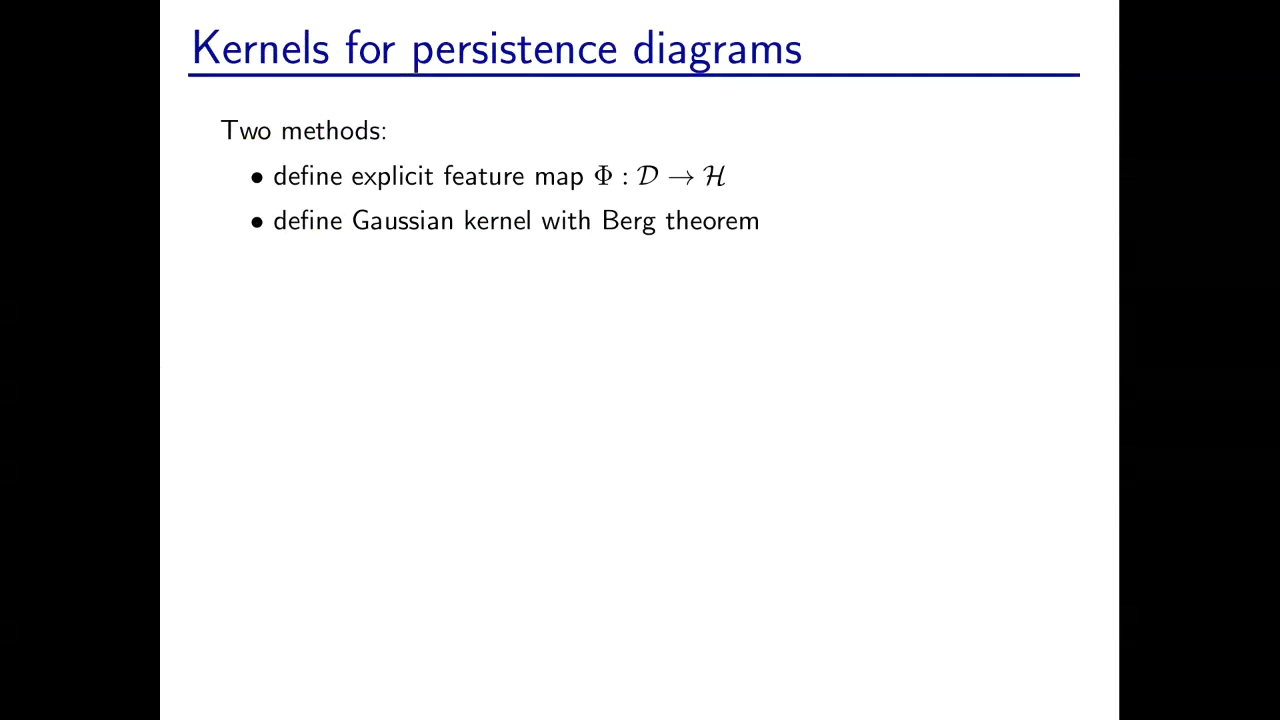 Kernels for persistence diagrams
Two methods:
• define explicit feature map Φ : 𝒟 → ℋ
• define Gaussian kernel with Berg theorem